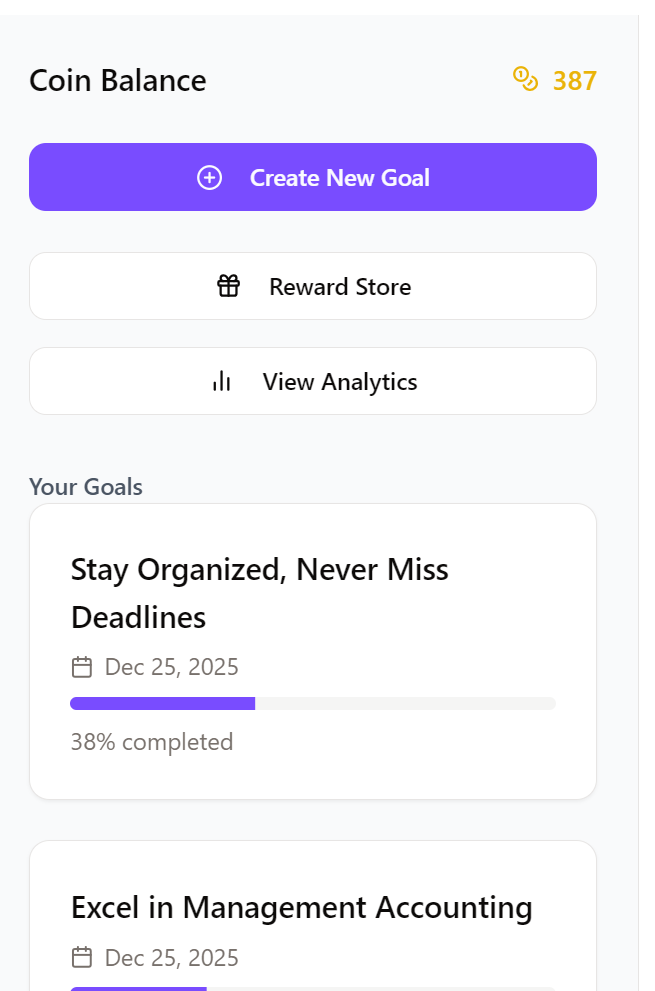 Coin Balance
387
Create New Goal
Reward Store
View Analytics
Your Goals
Stay Organized, Never Miss
Deadlines
Dec 25, 2025
38% completed
Excel in Management Accounting
Dec 25, 2025